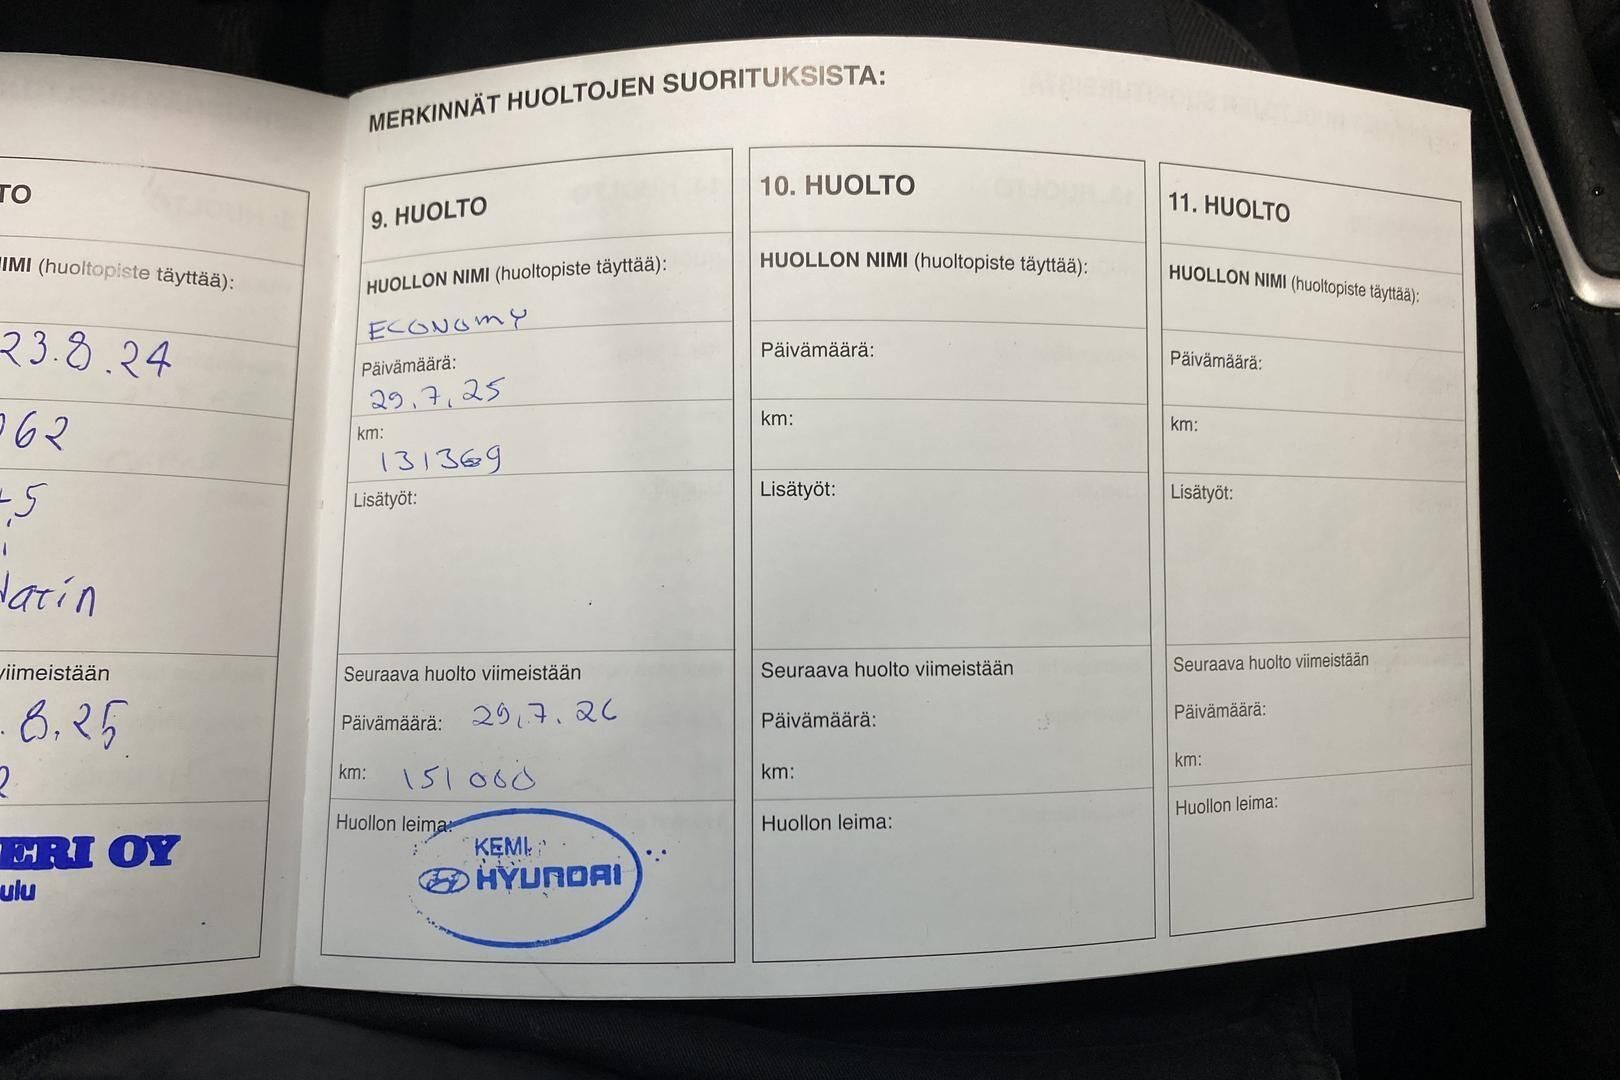 MERKINNÄT HUOLTOJEN SUORITUKSISTA:
TO
IMI (huoltopiste täyttää):
23.8.24
62
5
viimeistään
.8.25
2
ERI OY
ulu
9. HUOLTO
HUOLLON NIMI (huoltopiste täyttää):
ECONOMY
Päivämäärä:
29.7.25
km:
131369
Lisätyöt:
Seuraava huolto viimeistään
Päivämäärä: 29.7.26
km: 151000
Huollon leima:
KEMI
HYUNDAI
10. HUOLTO
HUOLLON NIMI (huoltopiste täyttää):
Päivämäärä:
km:
Lisätyöt:
Seuraava huolto viimeistään
Päivämäärä:
km:
Huollon leima:
11. HUOLTO
HUOLLON NIMI (huoltopiste täyttää):
Päivämäärä:
km:
Lisätyöt:
Seuraava huolto viimeistään
Päivämäärä:
km:
Huollon leima: